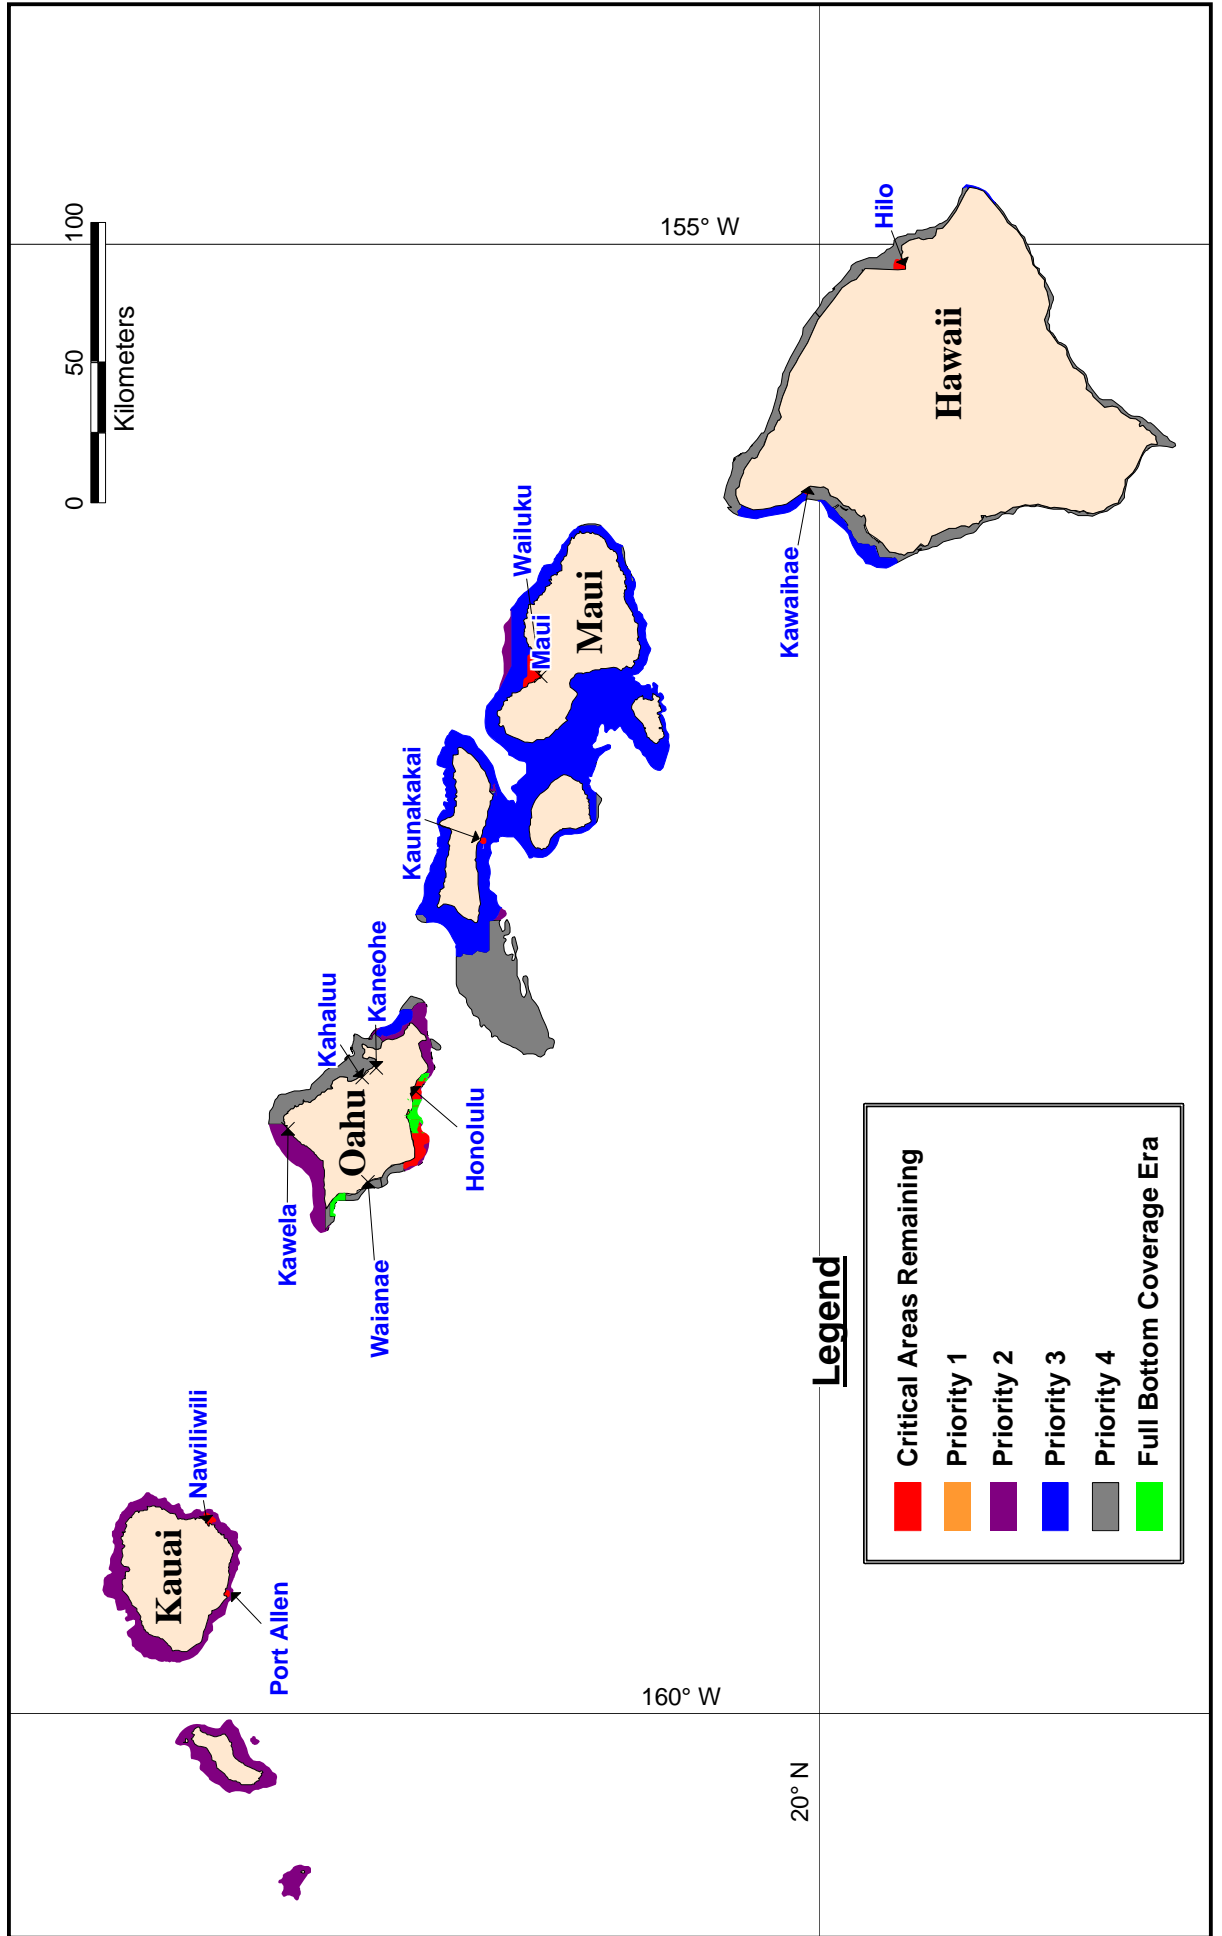 0
50
100
Kilometers
155° W
160° W
20° N
Nawiliwili
Kauai
Port Allen
Kawela
Kahaluu
Kaneohe
Oahu
Waianae
Honolulu
Kaunakakai
Wailuku
Maui
Maui
Kawaihae
Hilo
Hawaii
Legend
Critical Areas Remaining
Priority 1
Priority 2
Priority 3
Priority 4
Full Bottom Coverage Era